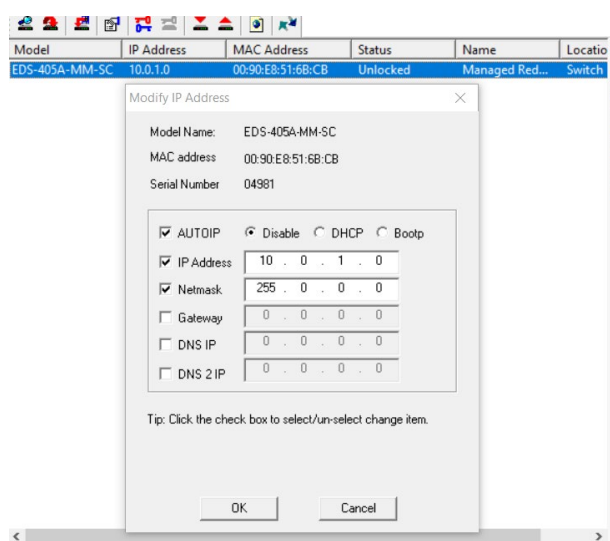 Model IP Address MAC Address Status Name Locatio
EDS-405A-MM-SC 10.0.1.0 00:90:E8:51:6B:CB Unlocked Managed Red... Switch
Modify IP Address
Model Name: EDS-405A-MM-SC
MAC address 00:90:E8:51:6B:CB
Serial Number 04981
AUTOIP Disable DHCP Bootp
IP Address 10 . 0 . 1 . 0
Netmask 255 . 0 . 0 . 0
Gateway 0 . 0 . 0 . 0
DNS IP 0 . 0 . 0 . 0
DNS 2 IP 0 . 0 . 0 . 0
Tip: Click the check box to select/un-select change item.
OK Cancel